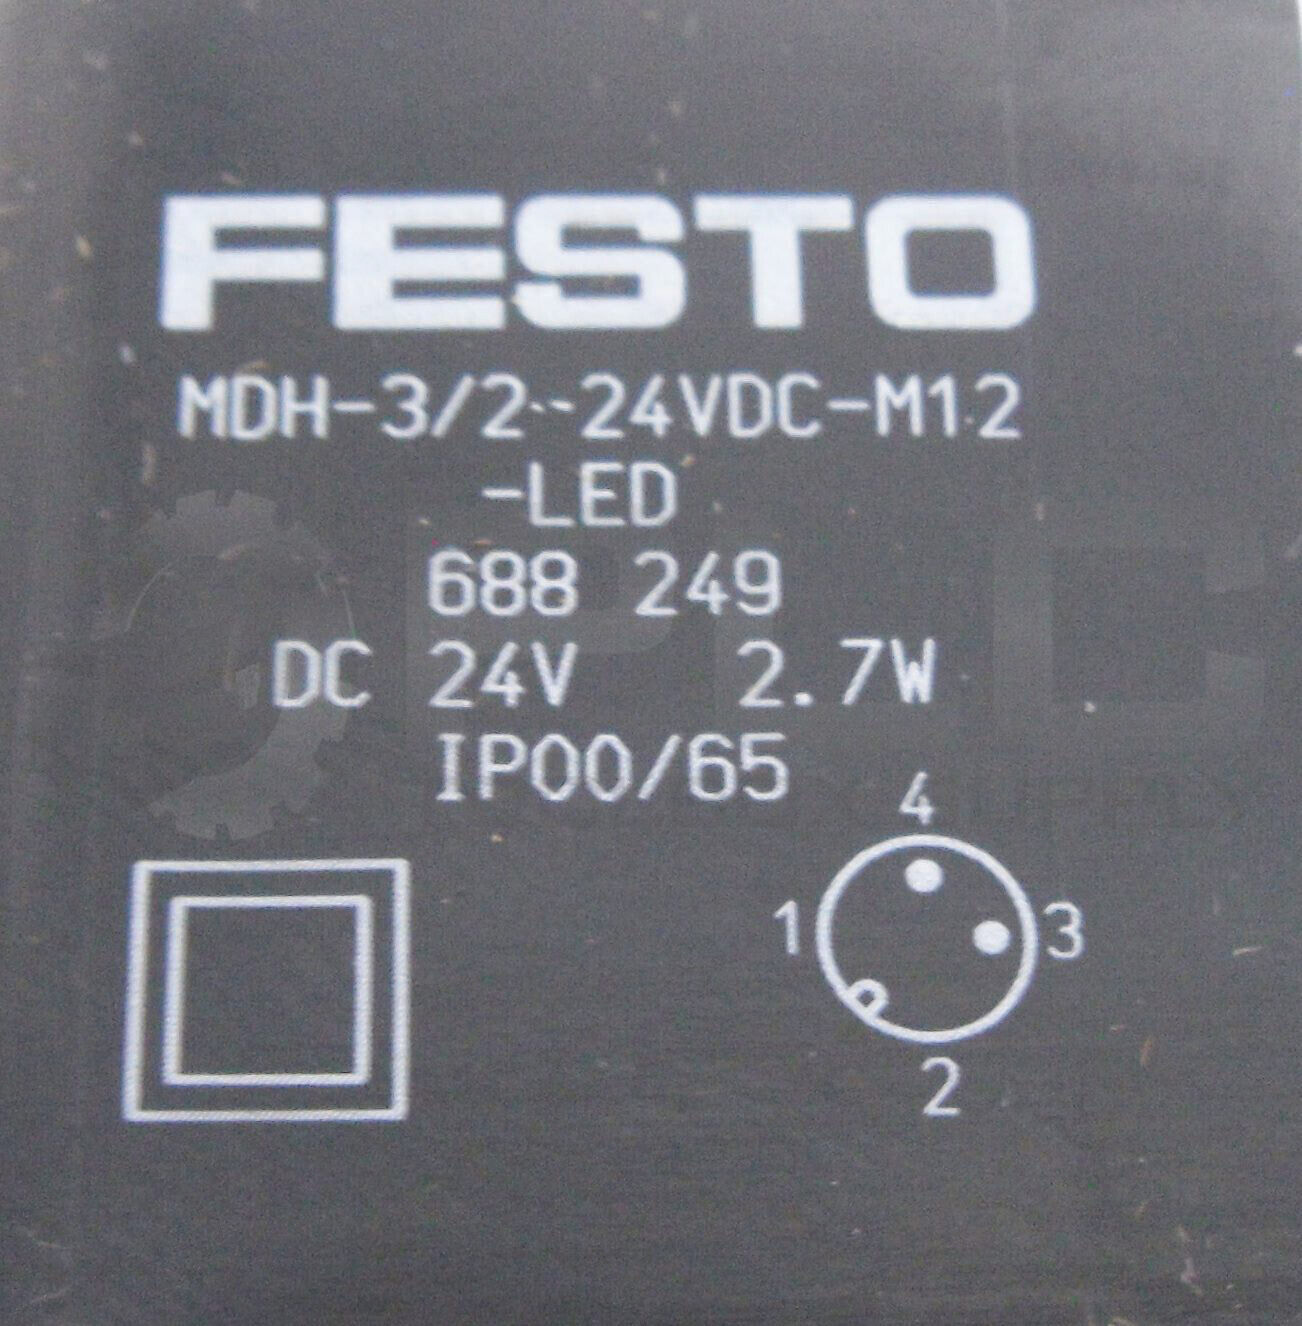 FESTO
MDH-3/2--24VDC-M12
-LED
688 249
DC 24V 2.7W
IP00/65
4
1 3
2